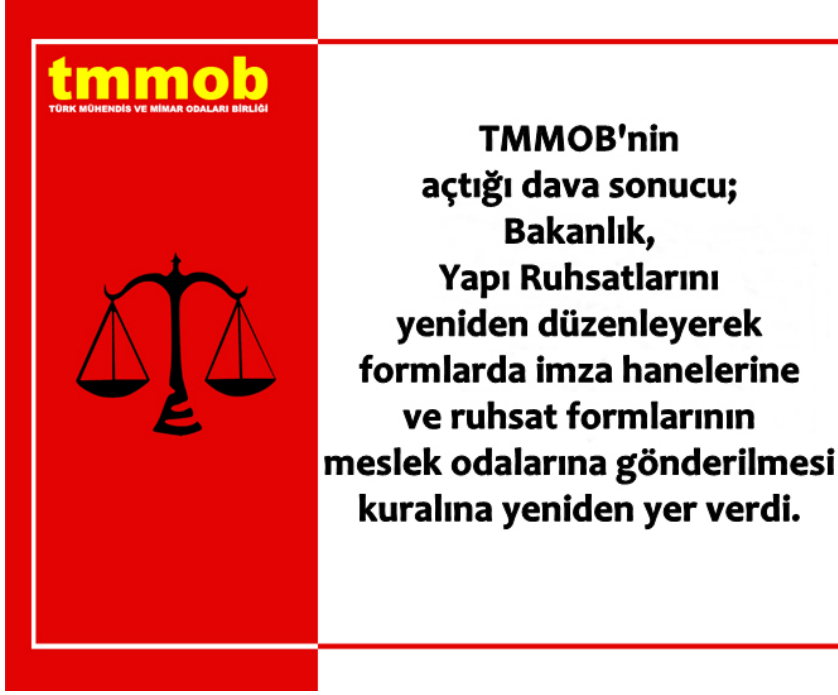 tmmob
TÜRK MÜHENDİS VE MİMAR ODALARI BİRLİĞİ
TMMOB'nin
açtığı dava sonucu;
Bakanlık,
Yapı Ruhsatlarını
yeniden düzenleyerek
formlarda imza hanelerine
ve ruhsat formlarının
meslek odalarına gönderilmesi
kuralına yeniden yer verdi.